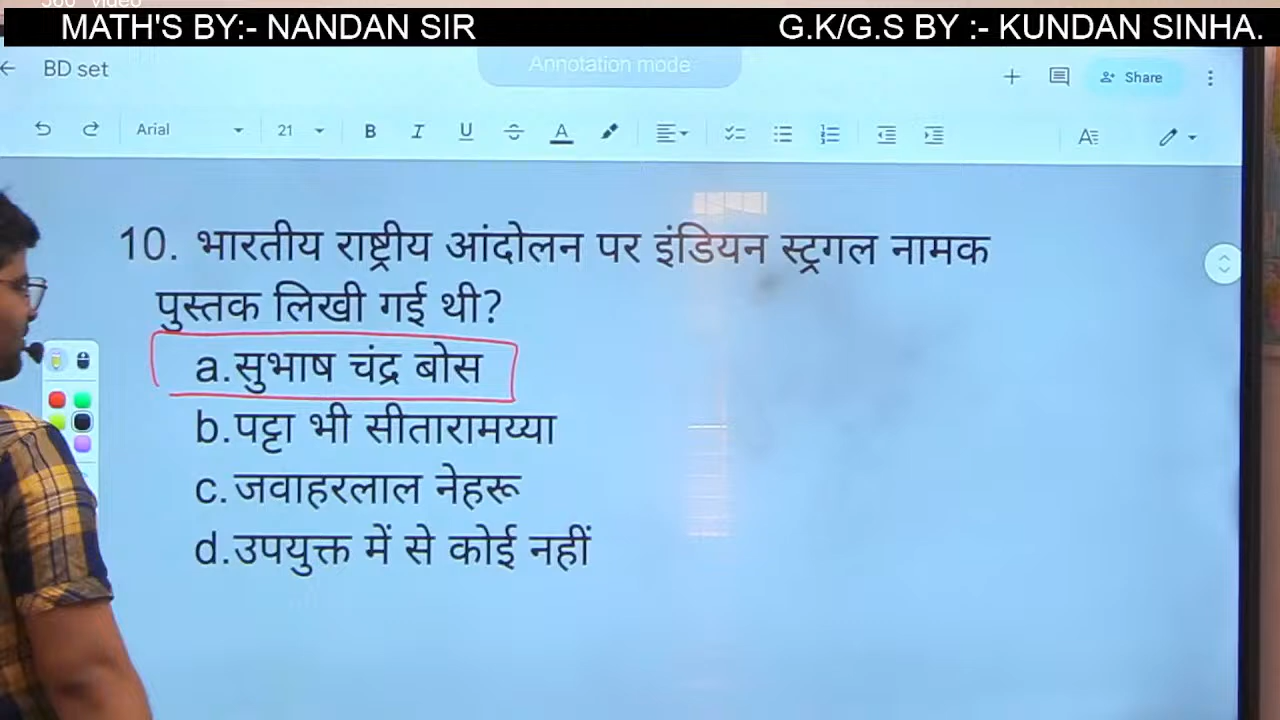 MATH'S BY:- NANDAN SIR
G.K/G.S BY :- KUNDAN SINHA.
BD set
Annotation mode
Share
Arial
21
B I U S A
10. भारतीय राष्ट्रीय आंदोलन पर इंडियन स्ट्रगल नामक
पुस्तक लिखी गई थी?
a.सुभाष चंद्र बोस
b.पट्टा भी सीतारामय्या
c.जवाहरलाल नेहरू
d.उपयुक्त में से कोई नहीं